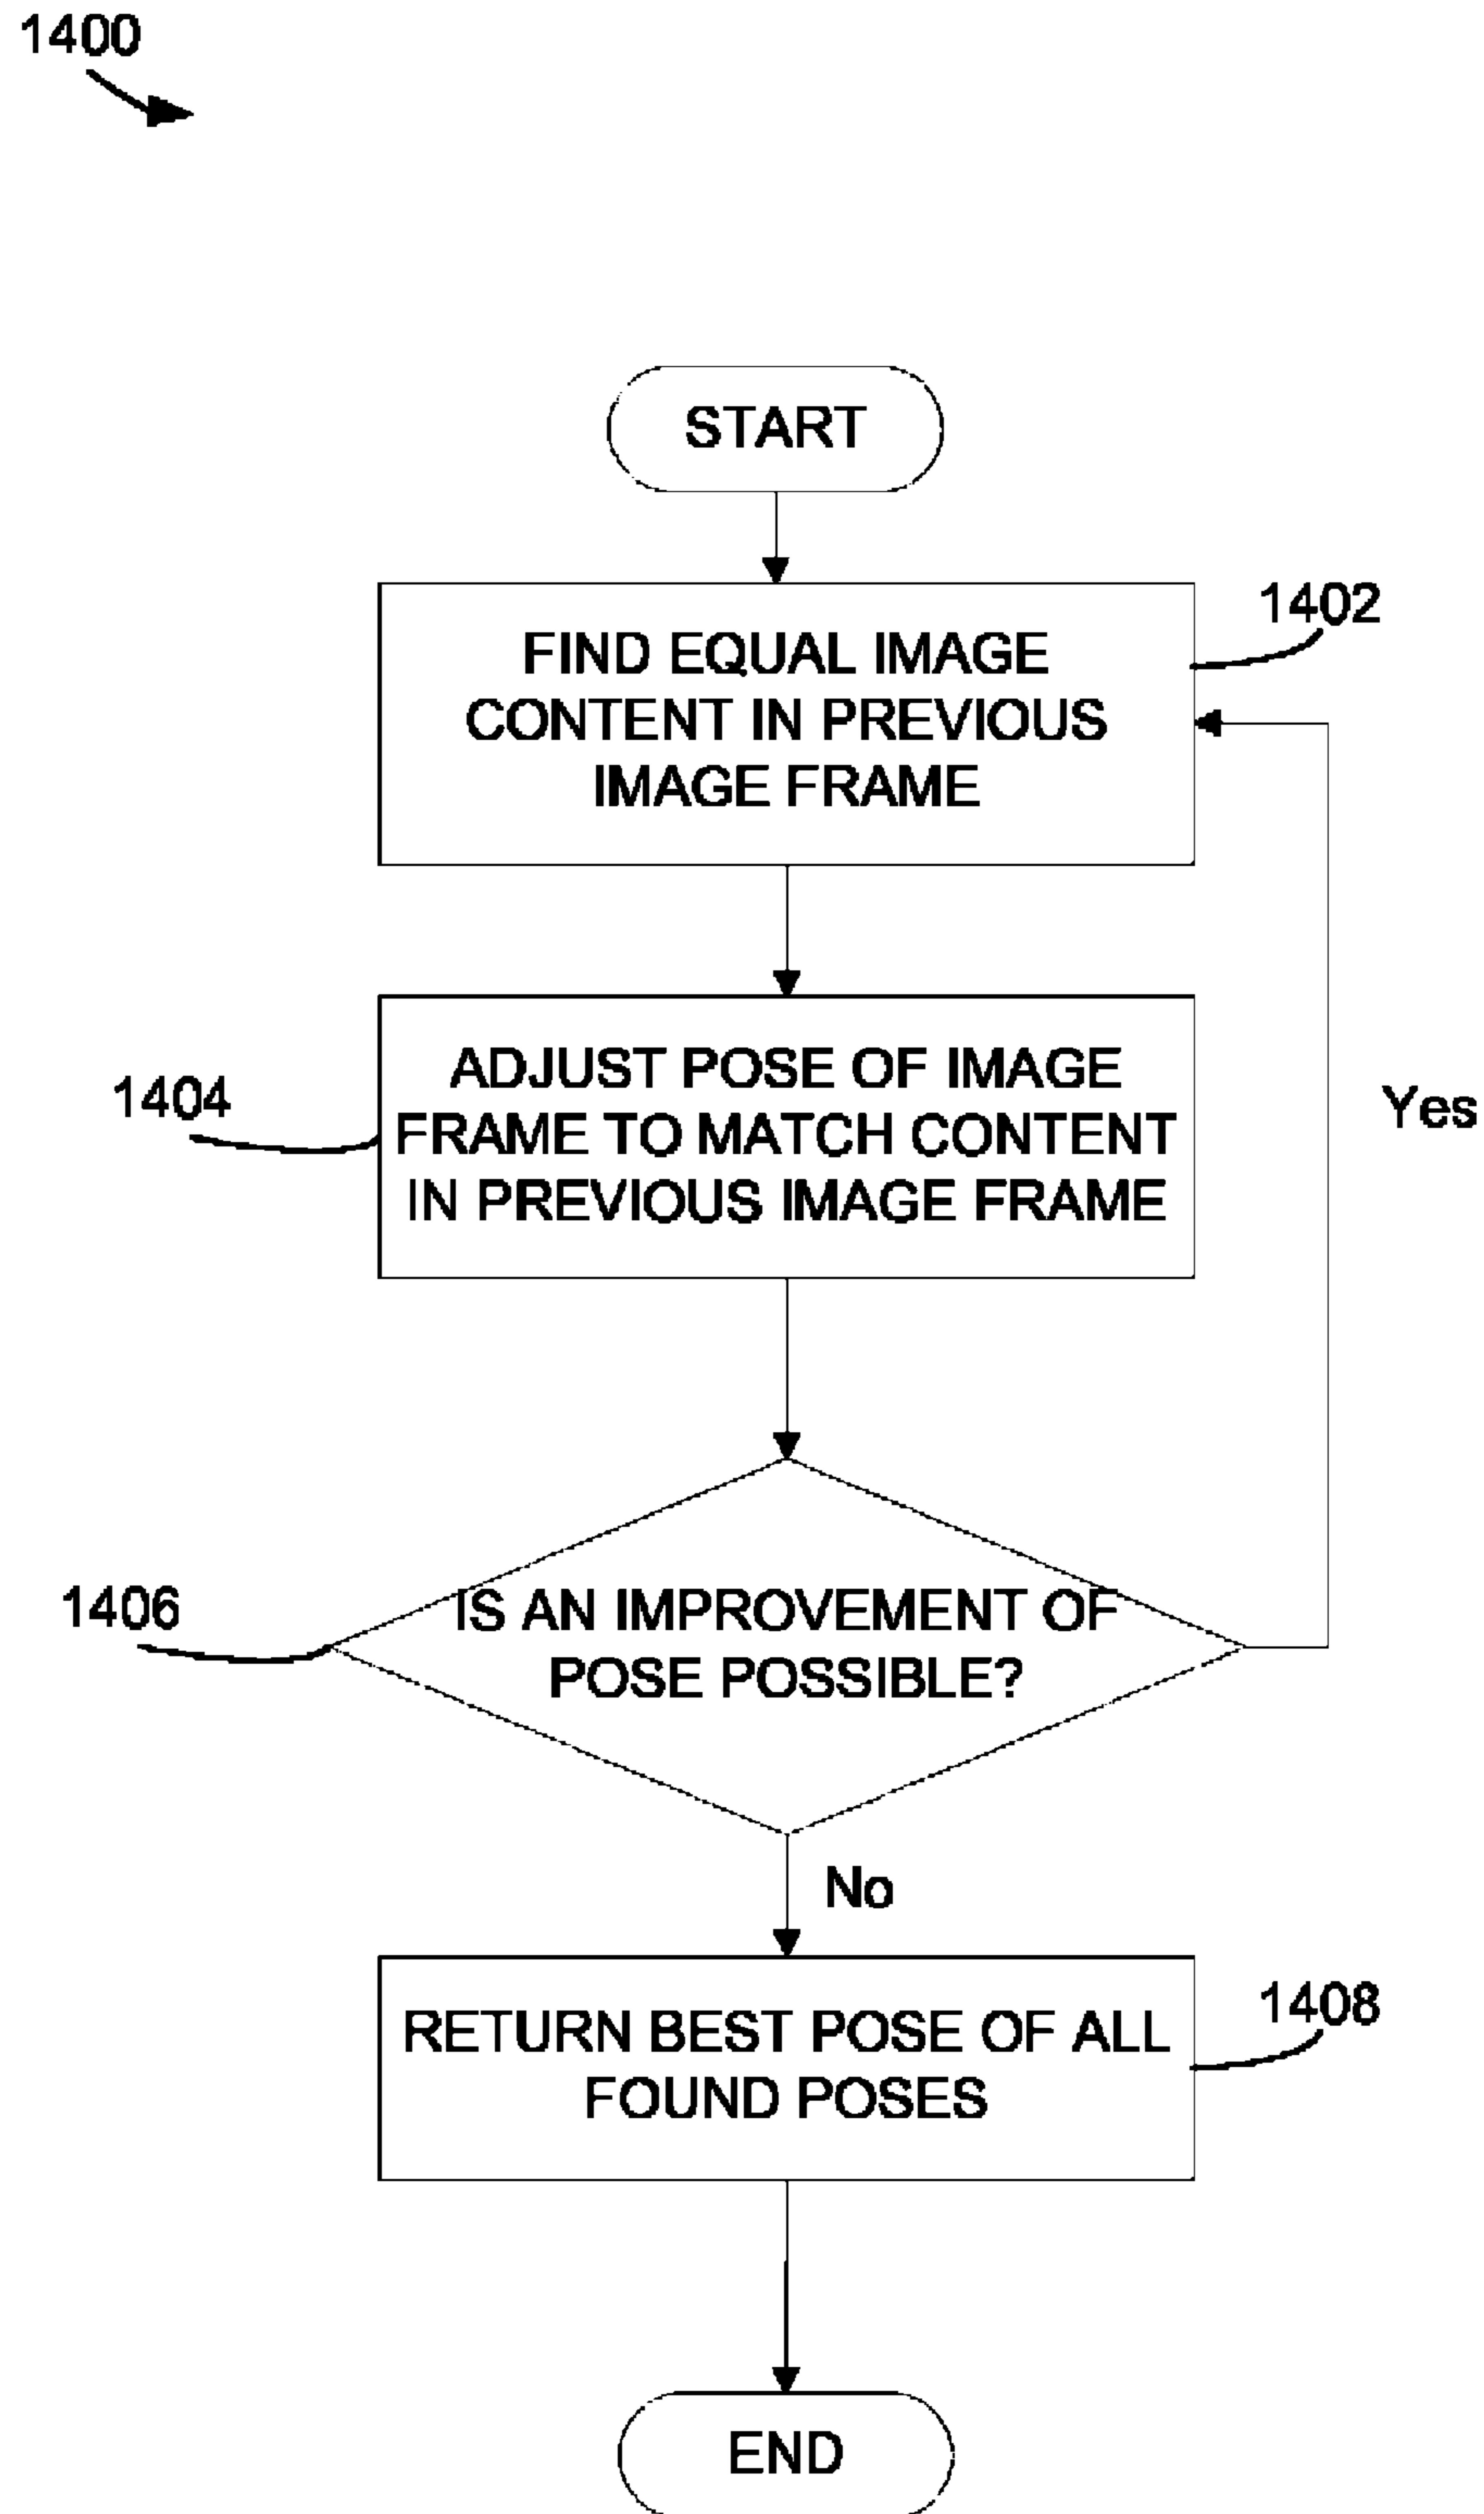 1400
START
FIND EQUAL IMAGE
CONTENT IN PREVIOUS
IMAGE FRAME
1402
ADJUST POSE OF IMAGE
FRAME TO MATCH CONTENT
IN PREVIOUS IMAGE FRAME
1404
Yes
IS AN IMPROVEMENT OF
POSE POSSIBLE?
1406
No
RETURN BEST POSE OF ALL
FOUND POSES
1408
END